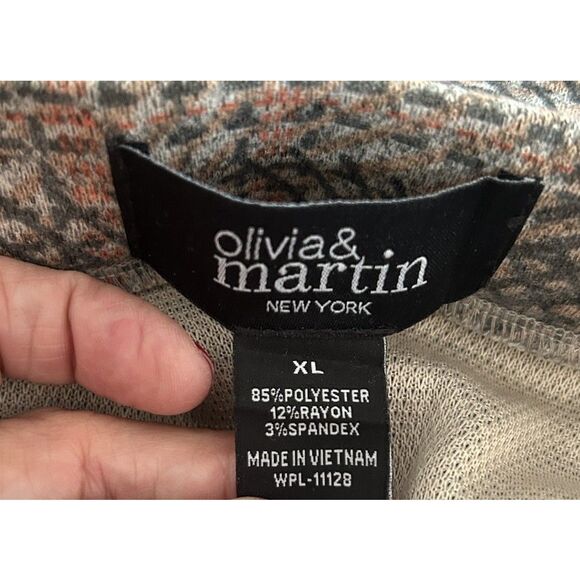 olivia&
martin
NEW YORK
XL
85%POLYESTER
12%RAYON
3%SPANDEX
MADE IN VIETNAM
WPL-11128